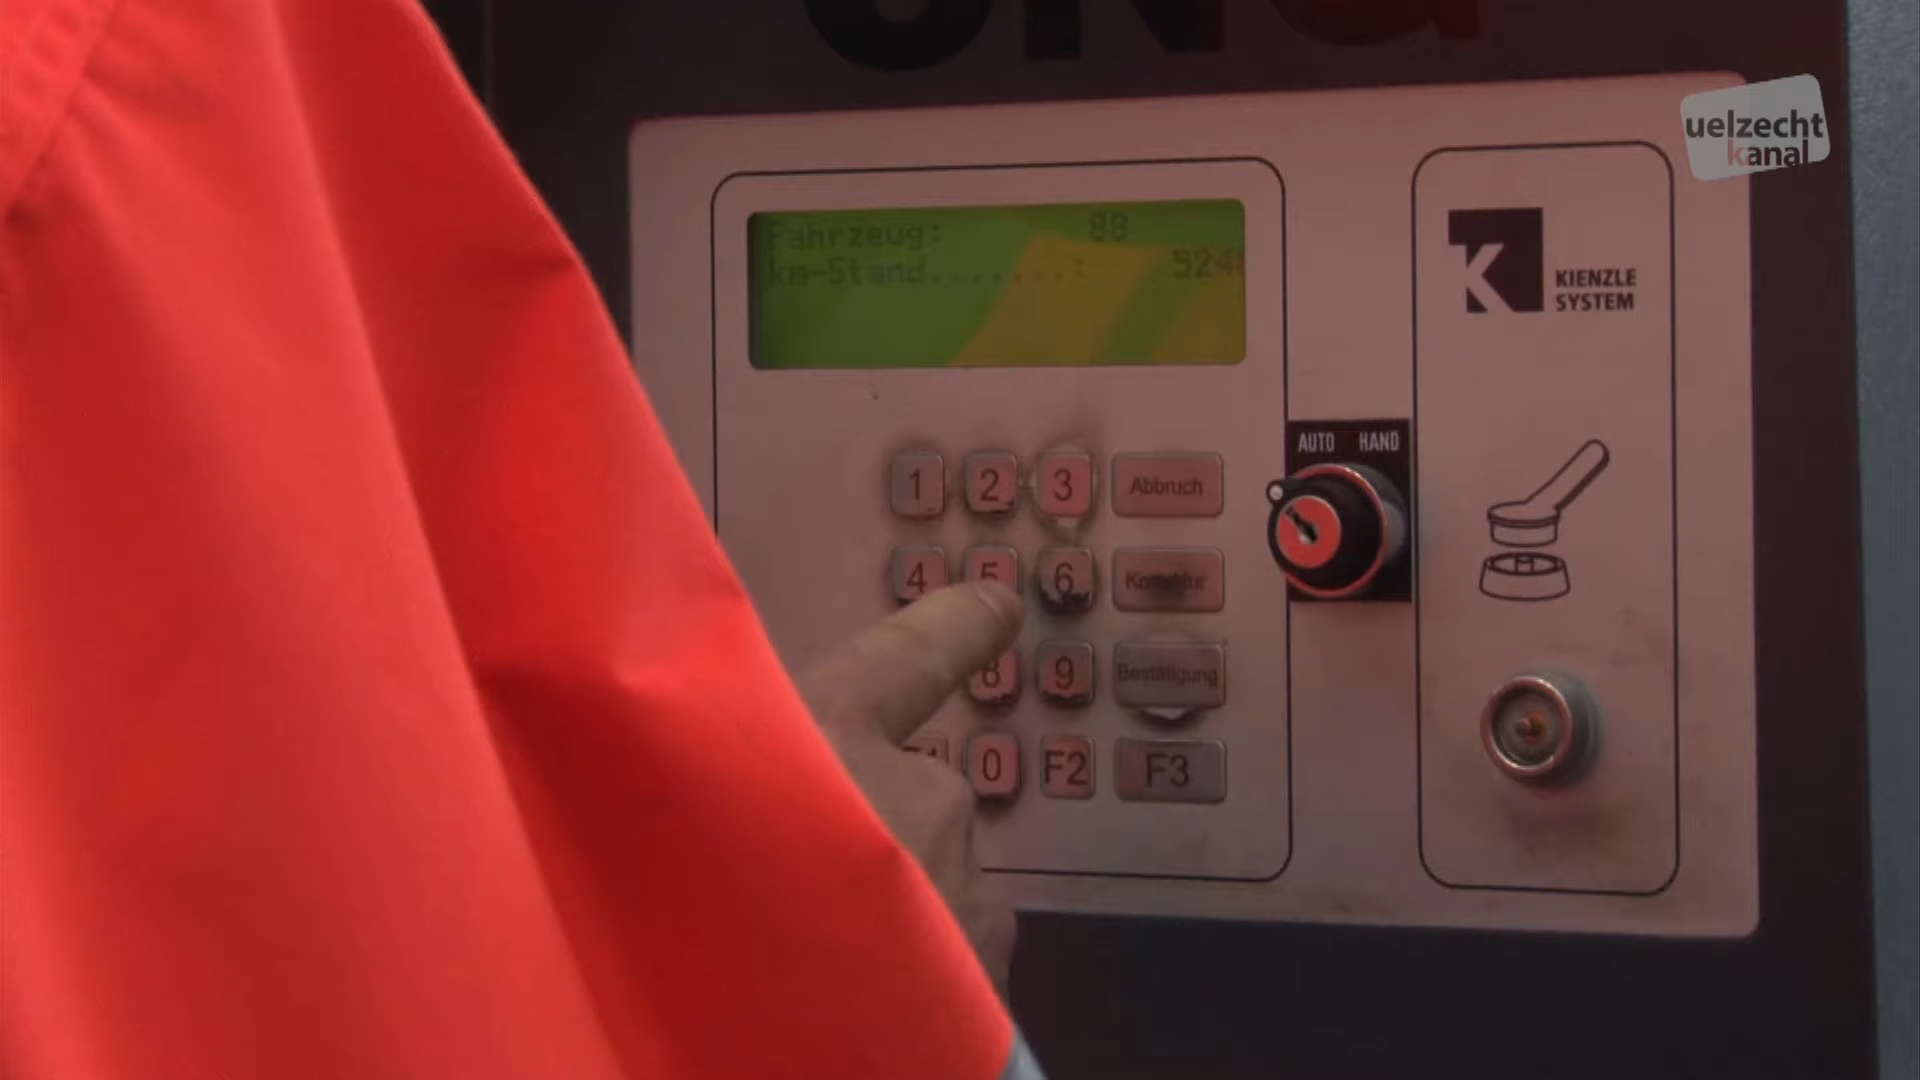 uelzecht
kanal
Fahrzeug: 88
km-Stand.......: 524
KIENZLE
SYSTEM
AUTO HAND
1 2 3 Abbruch
4 5 6 Korrektur
8 9 Bestätigung
0 F2 F3